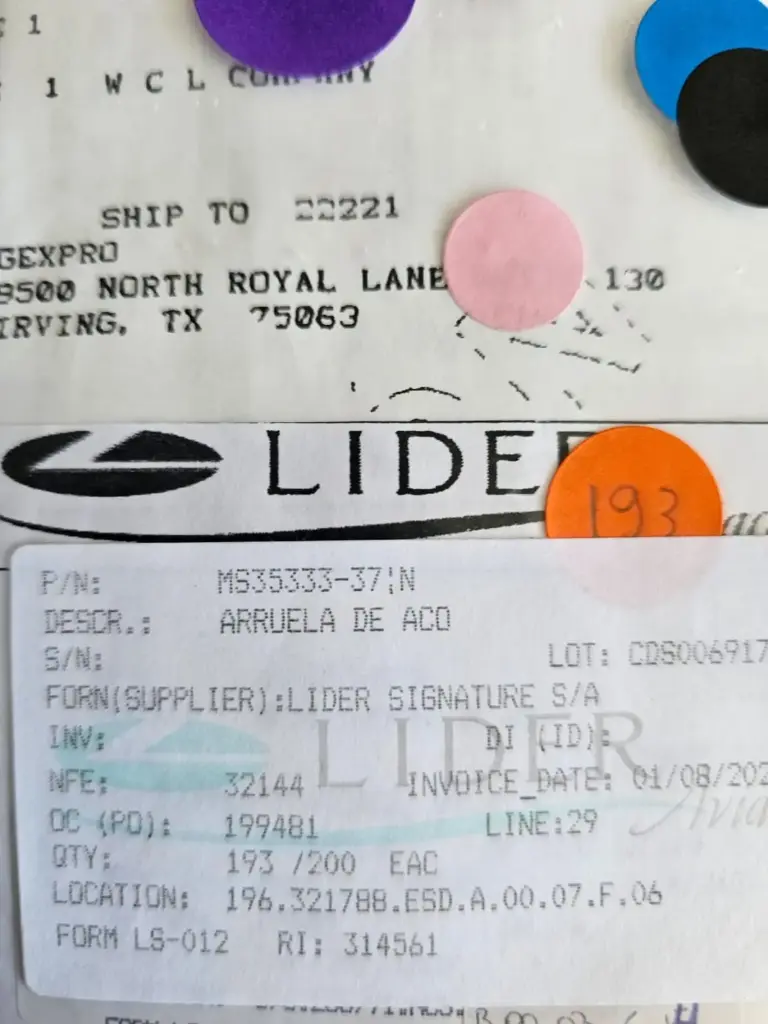 : 1
: 1 W C L COMPANY
SHIP TO 22221
GEXPRO
9500 NORTH ROYAL LANE 130
IRVING, TX 75063
LIDER
193
P/N: MS35333-37¦N
DESCR.: ARRUELA DE ACO
S/N:
LOT: CDS006917
FORN(SUPPLIER):LIDER SIGNATURE S/A
INV: DI (ID):
LIDER
NFE: 32144 INVOICE_DATE: 01/08/202
OC (PO): 199481 LINE:29
QTY: 193 /200 EAC
LOCATION: 196.321788.ESD.A.00.07.F.06
FORM LS-012 RI: 314561